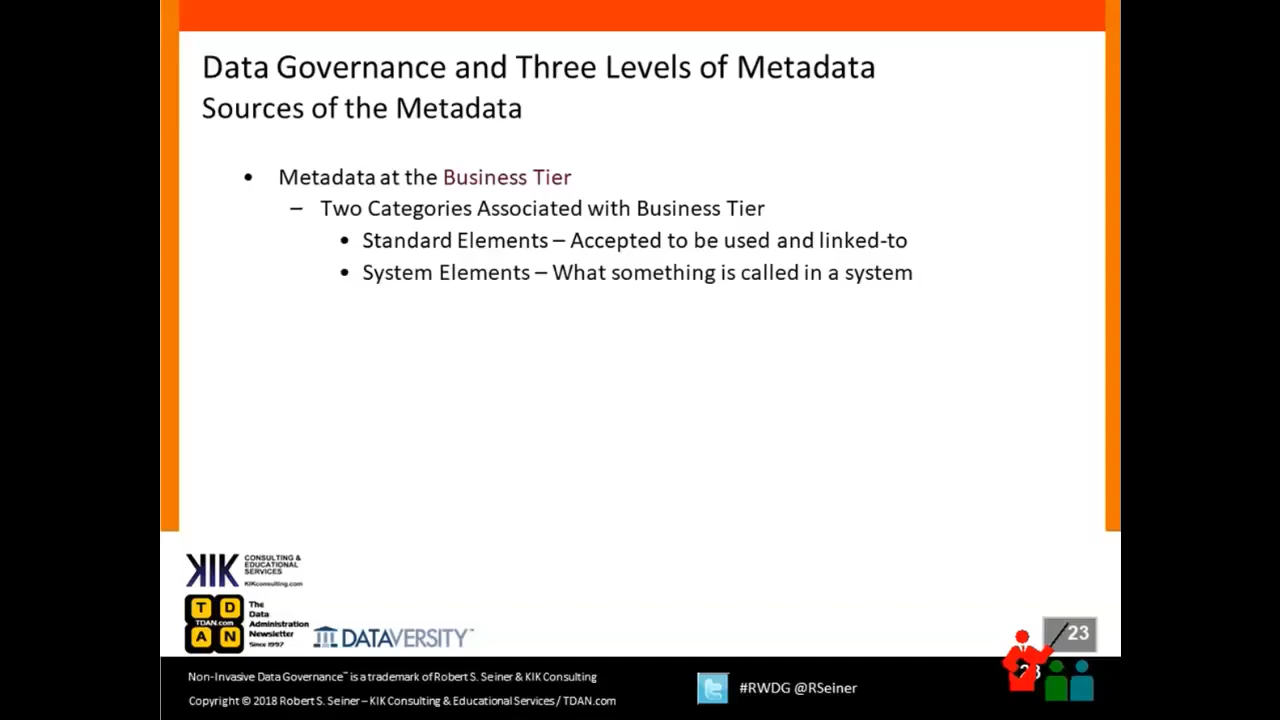 Data Governance and Three Levels of Metadata
Sources of the Metadata
• Metadata at the Business Tier
– Two Categories Associated with Business Tier
• Standard Elements – Accepted to be used and linked-to
• System Elements – What something is called in a system
KIK CONSULTING &
EDUCATIONAL
SERVICES
KIKconsulting.com
T D
TDAN.com
A N
The
Data
Administration
Newsletter
Since 1997
DATAVERSITY™
23
Non-Invasive Data Governance™ is a trademark of Robert S. Seiner & KIK Consulting
Copyright © 2018 Robert S. Seiner – KIK Consulting & Educational Services / TDAN.com
#RWDG @RSeiner